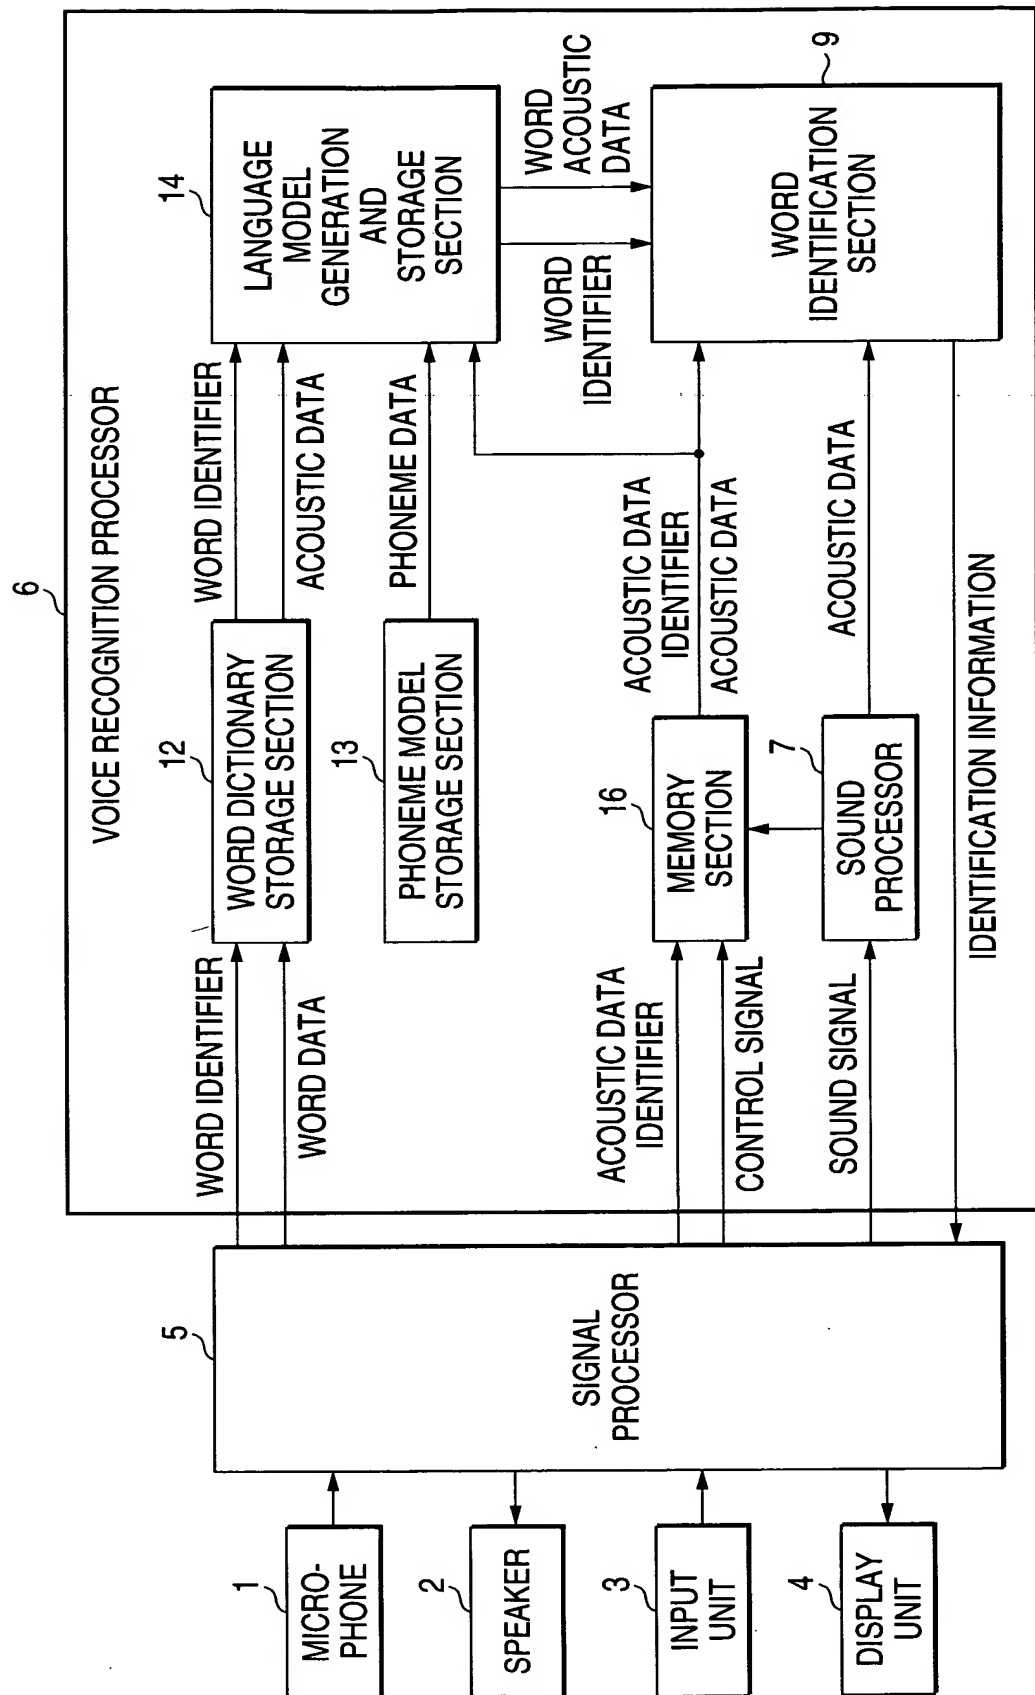 6
VOICE RECOGNITION PROCESSOR
1
MICRO-
PHONE
2
SPEAKER
3
INPUT
UNIT
4
DISPLAY
UNIT
5
SIGNAL
PROCESSOR
WORD IDENTIFIER
WORD DATA
12
WORD DICTIONARY
STORAGE SECTION
WORD IDENTIFIER
ACOUSTIC DATA
13
PHONEME MODEL
STORAGE SECTION
PHONEME DATA
14
LANGUAGE
MODEL
GENERATION
AND
STORAGE
SECTION
WORD
IDENTIFIER
WORD
ACOUSTIC
DATA
ACOUSTIC DATA
IDENTIFIER
CONTROL SIGNAL
16
MEMORY
SECTION
ACOUSTIC DATA
IDENTIFIER
ACOUSTIC DATA
SOUND SIGNAL
7
SOUND
PROCESSOR
ACOUSTIC DATA
9
WORD
IDENTIFICATION
SECTION
IDENTIFICATION INFORMATION